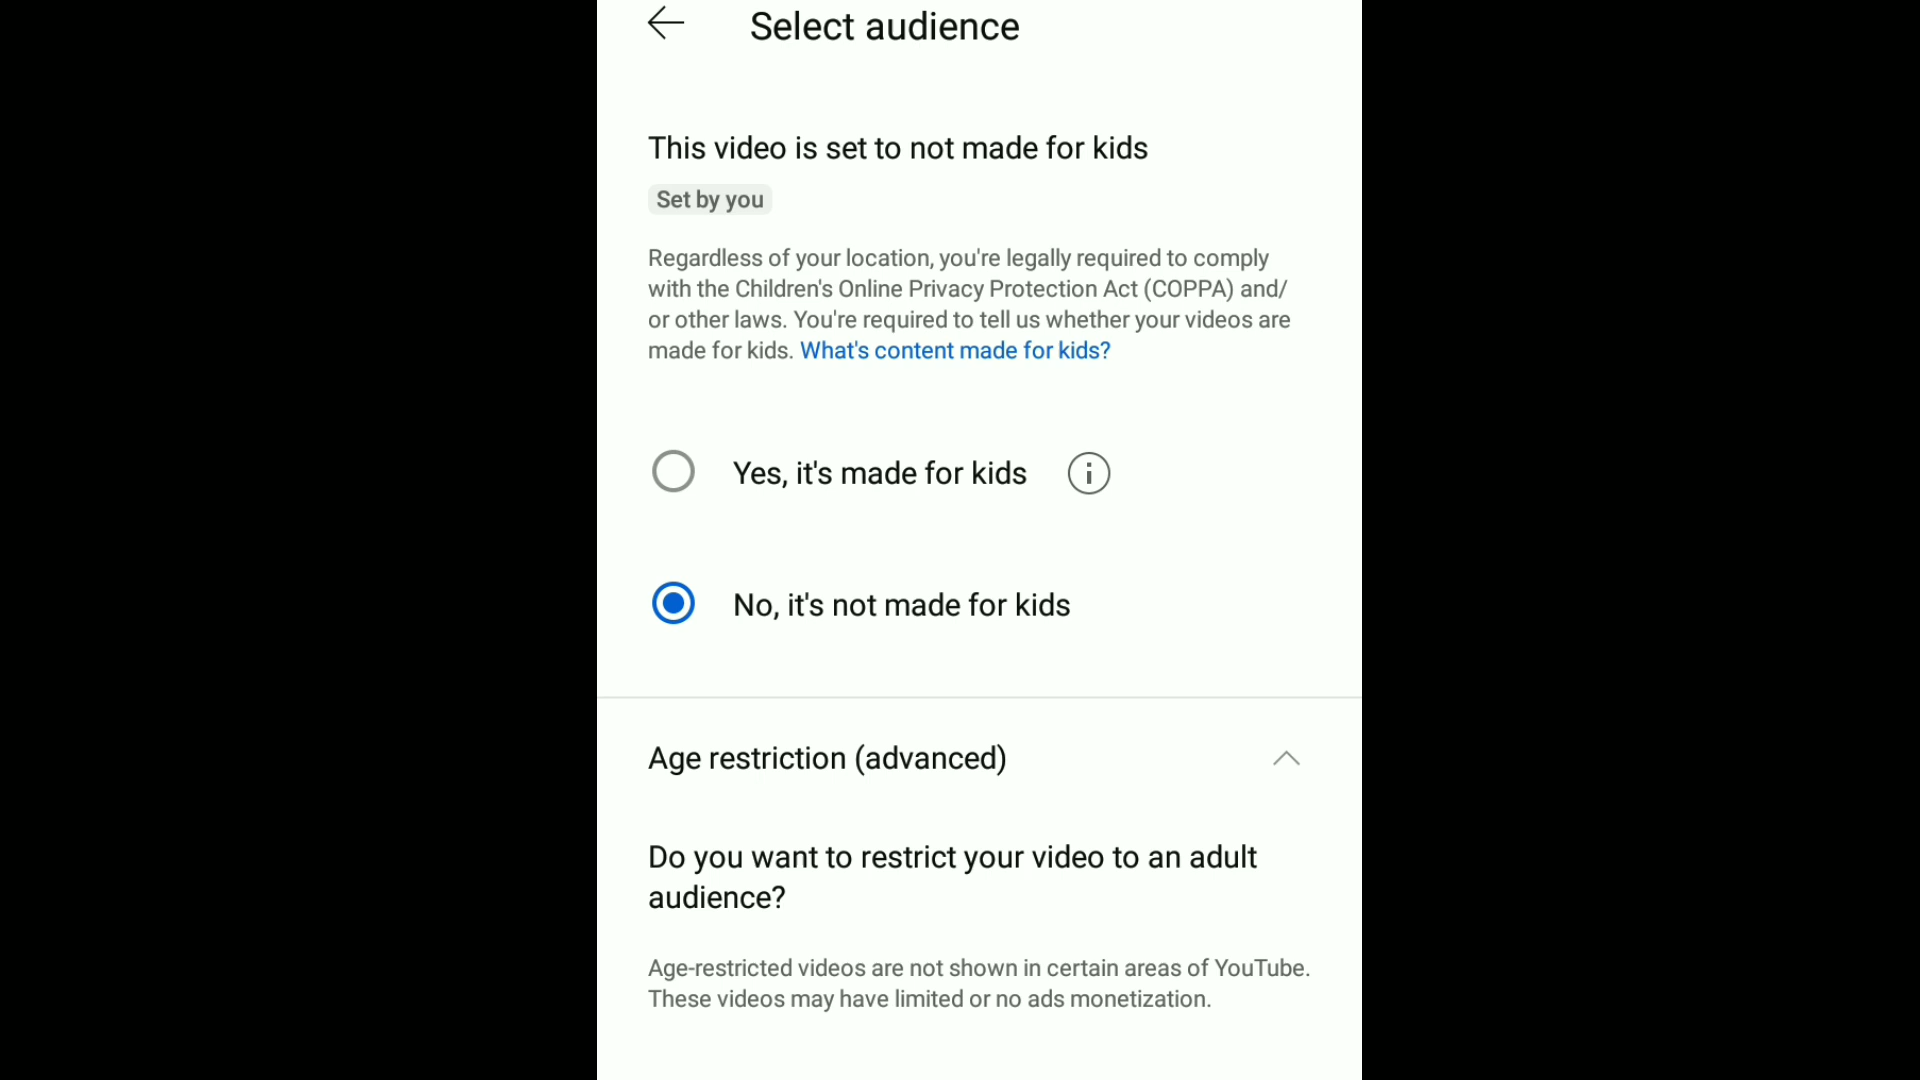 Select audience
This video is set to not made for kids
Set by you
Regardless of your location, you're legally required to comply
with the Children's Online Privacy Protection Act (COPPA) and/
or other laws. You're required to tell us whether your videos are
made for kids. What's content made for kids?
Yes, it's made for kids
No, it's not made for kids
Age restriction (advanced)
Do you want to restrict your video to an adult
audience?
Age-restricted videos are not shown in certain areas of YouTube.
These videos may have limited or no ads monetization.